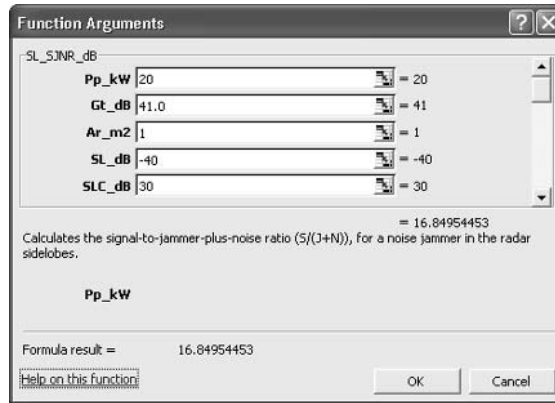 Function Arguments
SL_SJNR_dB
Pp_kW 20 = 20
Gt_dB 41.0 = 41
Ar_m2 1 = 1
SL_dB -40 = -40
SLC_dB 30 = 30
= 16.84954453
Calculates the signal-to-jammer-plus-noise ratio (S/(J+N)), for a noise jammer in the radar
sidelobes.
Pp_kW
Formula result = 16.84954453
Help on this function OK Cancel